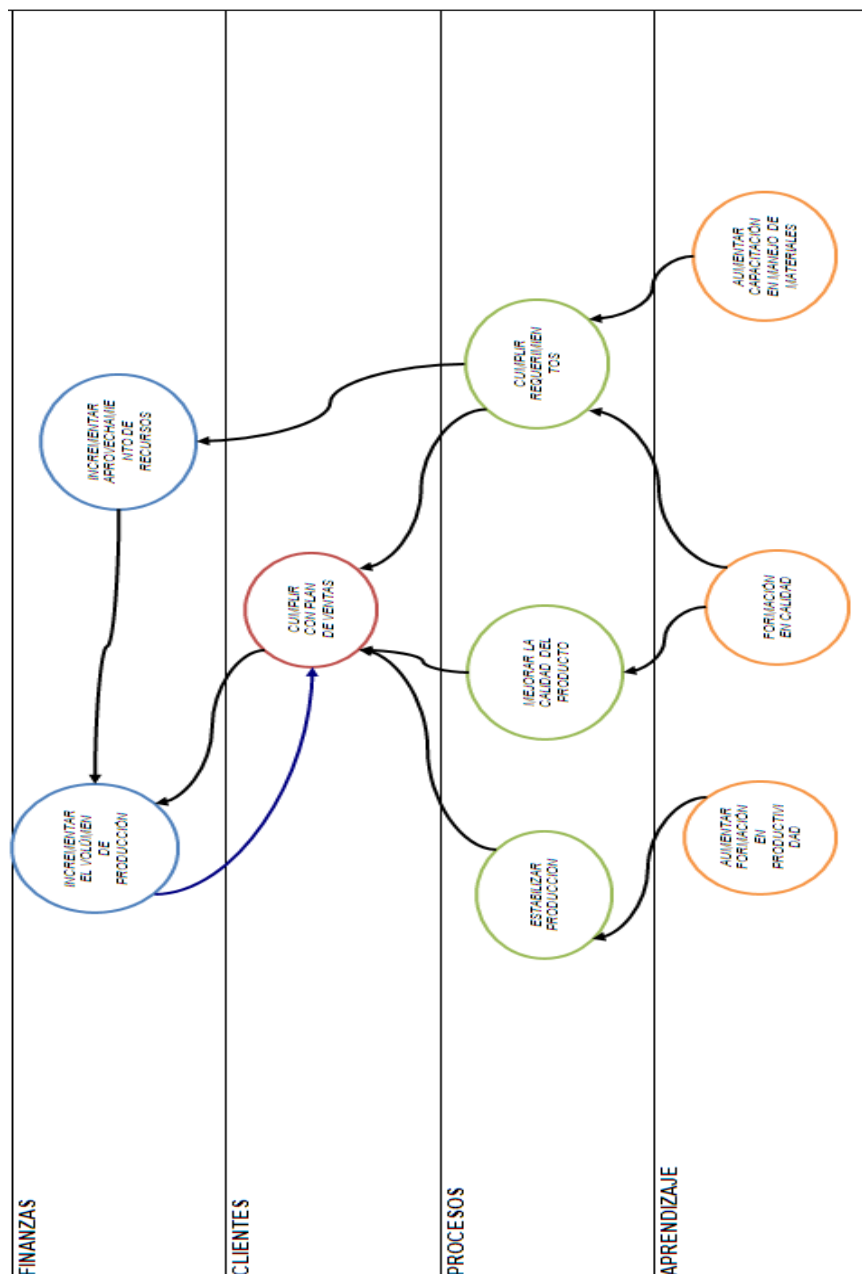 FINANZAS
INCREMENTAR
EL VOLÚMEN
DE
PRODUCCIÓN
INCREMENTAR
APROVECHAMIE
NTO DE
RECURSOS
CLIENTES
CUMPLIR
CON PLAN
DE VENTAS
PROCESOS
ESTABILIZAR
PRODUCCION
MEJORAR LA
CALIDAD DEL
PRODUCTO
CUMPLIR
REQUERIMIEN
TOS
APRENDIZAJE
AUMENTAR
FORMACIÓN
EN
PRODUCTIVI
DAD
FORMACIÓN
EN CALIDAD
AUMENTAR
CAPACITACIÓN
EN MANEJO DE
MATERIALES